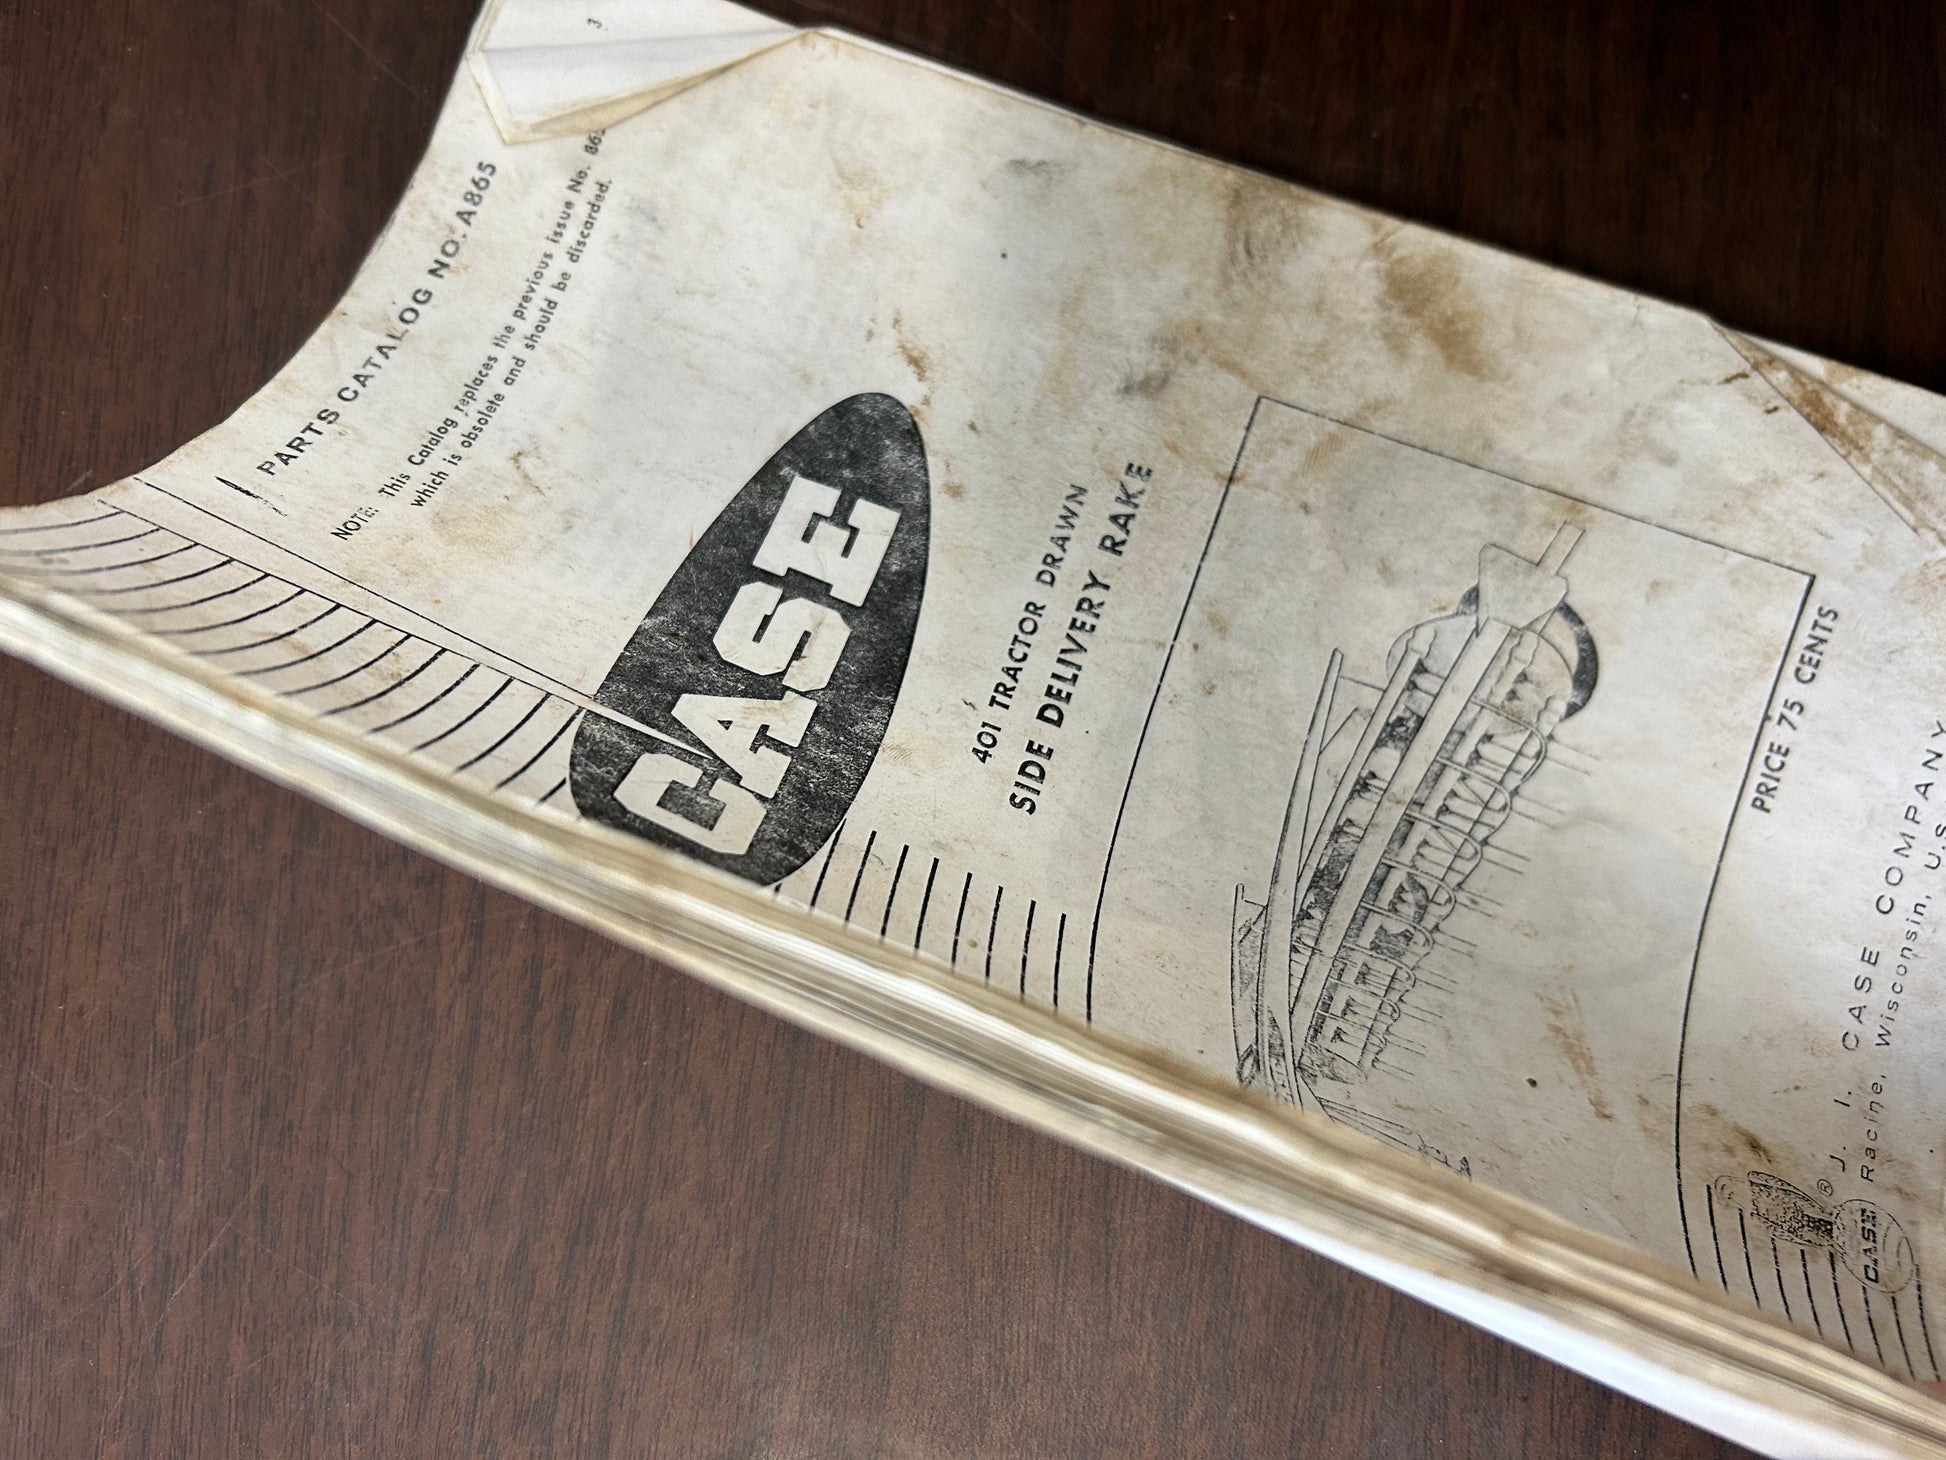 3
PARTS CATALOG NO. A865
NOTE: This Catalog replaces the previous issue No.
which is obsolete and should be discarded.
CASE
401 TRACTOR DRAWN
SIDE DELIVERY RAKE
PRICE 75 CENTS
J. I. CASE COMPANY
Racine, Wisconsin, U.S.
®
CASE